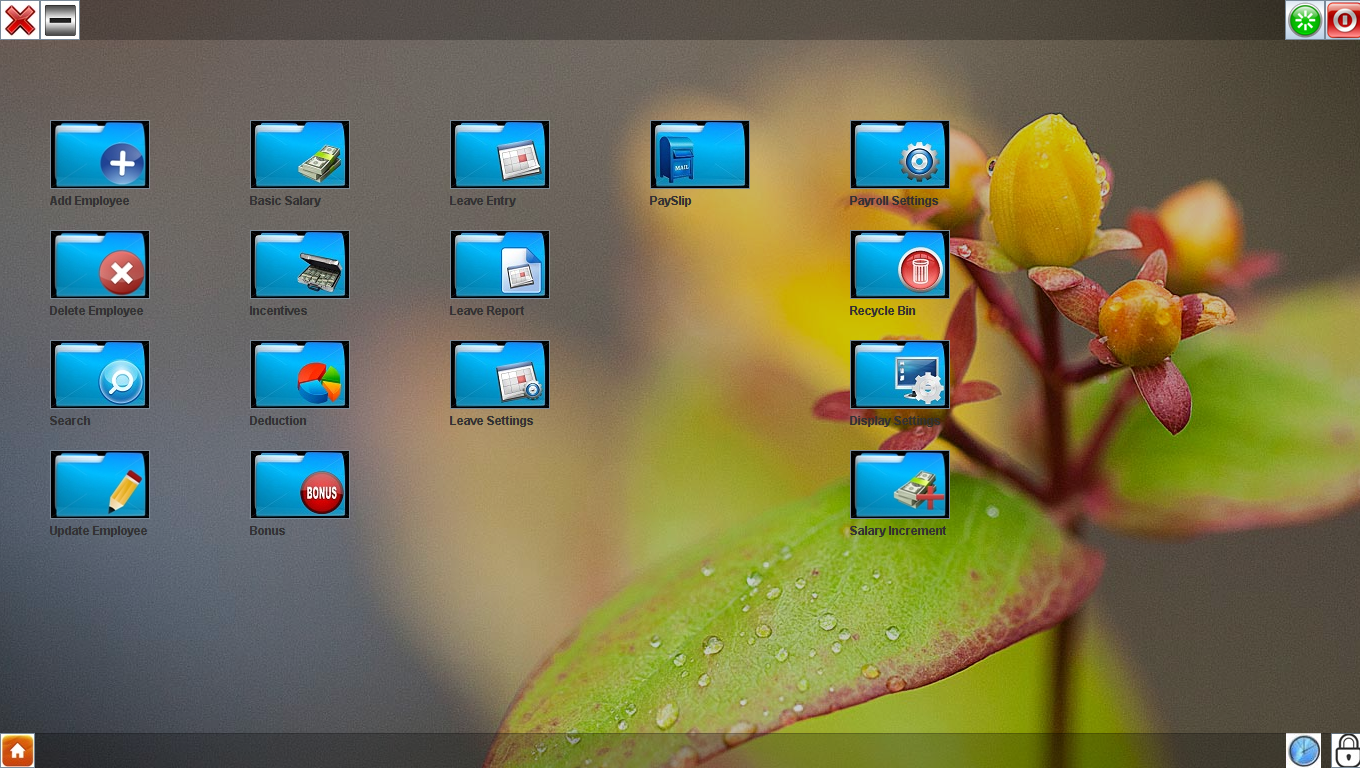 Add Employee
Basic Salary
Leave Entry
MAIL
PaySlip
Payroll Settings
Delete Employee
Incentives
Leave Report
Recycle Bin
Search
Deduction
Leave Settings
Display Settings
BONUS
Update Employee
Bonus
Salary Increment